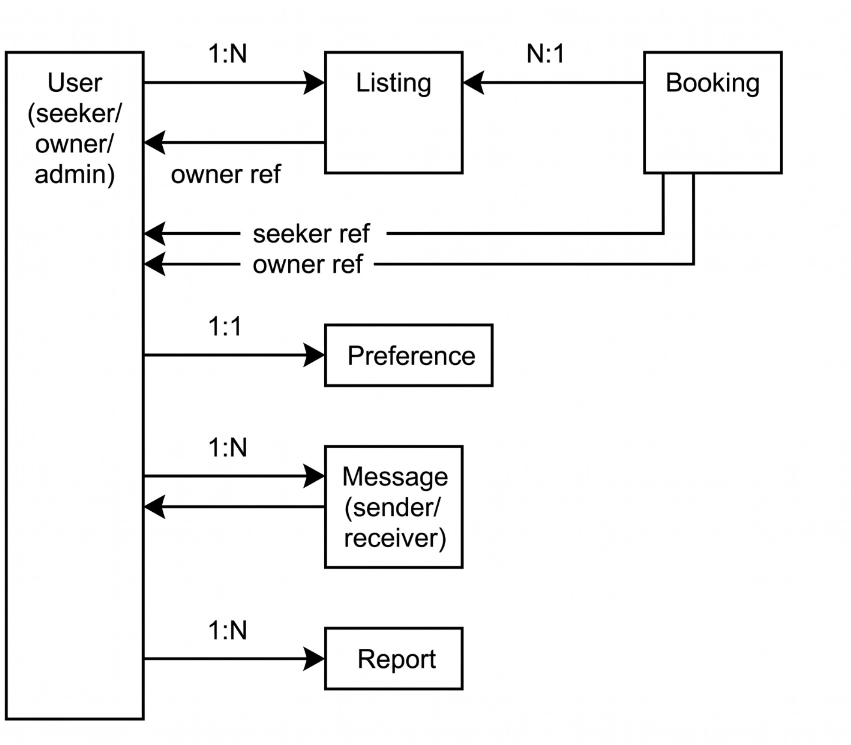 1:N
N:1
User
(seeker/
owner/
admin)
Listing
Booking
owner ref
seeker ref
owner ref
1:1
Preference
1:N
Message
(sender/
receiver)
1:N
Report